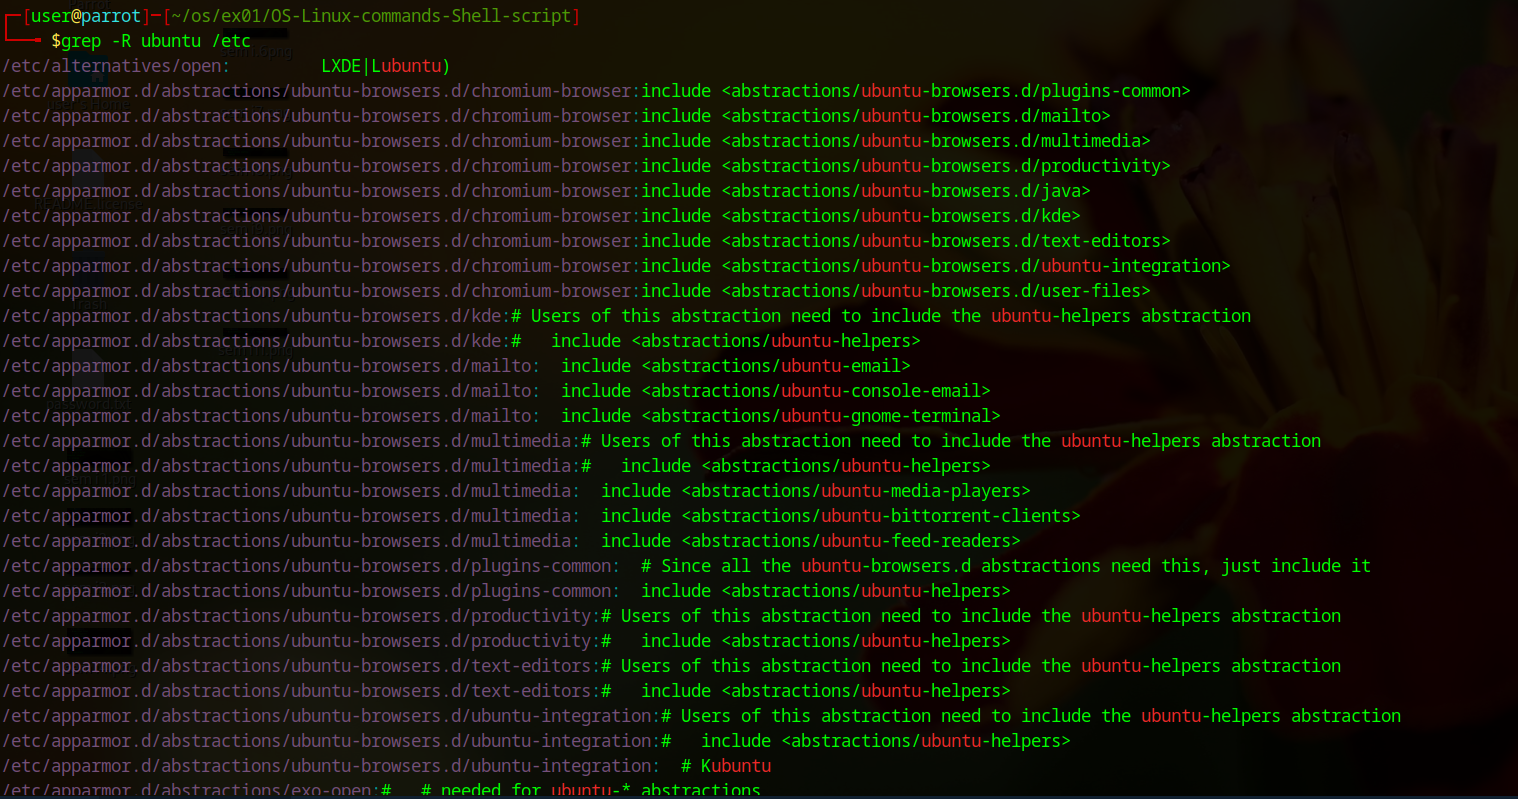 ┌─[user@parrot]─[~/os/ex01/OS-Linux-commands-Shell-script]
└──╼ $grep -R ubuntu /etc
/etc/alternatives/open:         LXDE|Lubuntu)
/etc/apparmor.d/abstractions/ubuntu-browsers.d/chromium-browser:include <abstractions/ubuntu-browsers.d/plugins-common>
/etc/apparmor.d/abstractions/ubuntu-browsers.d/chromium-browser:include <abstractions/ubuntu-browsers.d/mailto>
/etc/apparmor.d/abstractions/ubuntu-browsers.d/chromium-browser:include <abstractions/ubuntu-browsers.d/multimedia>
/etc/apparmor.d/abstractions/ubuntu-browsers.d/chromium-browser:include <abstractions/ubuntu-browsers.d/productivity>
/etc/apparmor.d/abstractions/ubuntu-browsers.d/chromium-browser:include <abstractions/ubuntu-browsers.d/java>
/etc/apparmor.d/abstractions/ubuntu-browsers.d/chromium-browser:include <abstractions/ubuntu-browsers.d/kde>
/etc/apparmor.d/abstractions/ubuntu-browsers.d/chromium-browser:include <abstractions/ubuntu-browsers.d/text-editors>
/etc/apparmor.d/abstractions/ubuntu-browsers.d/chromium-browser:include <abstractions/ubuntu-browsers.d/ubuntu-integration>
/etc/apparmor.d/abstractions/ubuntu-browsers.d/chromium-browser:include <abstractions/ubuntu-browsers.d/user-files>
/etc/apparmor.d/abstractions/ubuntu-browsers.d/kde:# Users of this abstraction need to include the ubuntu-helpers abstraction
/etc/apparmor.d/abstractions/ubuntu-browsers.d/kde:#   include <abstractions/ubuntu-helpers>
/etc/apparmor.d/abstractions/ubuntu-browsers.d/mailto:  include <abstractions/ubuntu-email>
/etc/apparmor.d/abstractions/ubuntu-browsers.d/mailto:  include <abstractions/ubuntu-console-email>
/etc/apparmor.d/abstractions/ubuntu-browsers.d/mailto:  include <abstractions/ubuntu-gnome-terminal>
/etc/apparmor.d/abstractions/ubuntu-browsers.d/multimedia:# Users of this abstraction need to include the ubuntu-helpers abstraction
/etc/apparmor.d/abstractions/ubuntu-browsers.d/multimedia:#   include <abstractions/ubuntu-helpers>
/etc/apparmor.d/abstractions/ubuntu-browsers.d/multimedia:  include <abstractions/ubuntu-media-players>
/etc/apparmor.d/abstractions/ubuntu-browsers.d/multimedia:  include <abstractions/ubuntu-bittorrent-clients>
/etc/apparmor.d/abstractions/ubuntu-browsers.d/multimedia:  include <abstractions/ubuntu-feed-readers>
/etc/apparmor.d/abstractions/ubuntu-browsers.d/plugins-common:  # Since all the ubuntu-browsers.d abstractions need this, just include it
/etc/apparmor.d/abstractions/ubuntu-browsers.d/plugins-common:  include <abstractions/ubuntu-helpers>
/etc/apparmor.d/abstractions/ubuntu-browsers.d/productivity:# Users of this abstraction need to include the ubuntu-helpers abstraction
/etc/apparmor.d/abstractions/ubuntu-browsers.d/productivity:#   include <abstractions/ubuntu-helpers>
/etc/apparmor.d/abstractions/ubuntu-browsers.d/text-editors:# Users of this abstraction need to include the ubuntu-helpers abstraction
/etc/apparmor.d/abstractions/ubuntu-browsers.d/text-editors:#   include <abstractions/ubuntu-helpers>
/etc/apparmor.d/abstractions/ubuntu-browsers.d/ubuntu-integration:# Users of this abstraction need to include the ubuntu-helpers abstraction
/etc/apparmor.d/abstractions/ubuntu-browsers.d/ubuntu-integration:#   include <abstractions/ubuntu-helpers>
/etc/apparmor.d/abstractions/ubuntu-browsers.d/ubuntu-integration:  # Kubuntu
/etc/apparmor.d/abstractions/exo-open:#   # needed for ubuntu-* abstractions